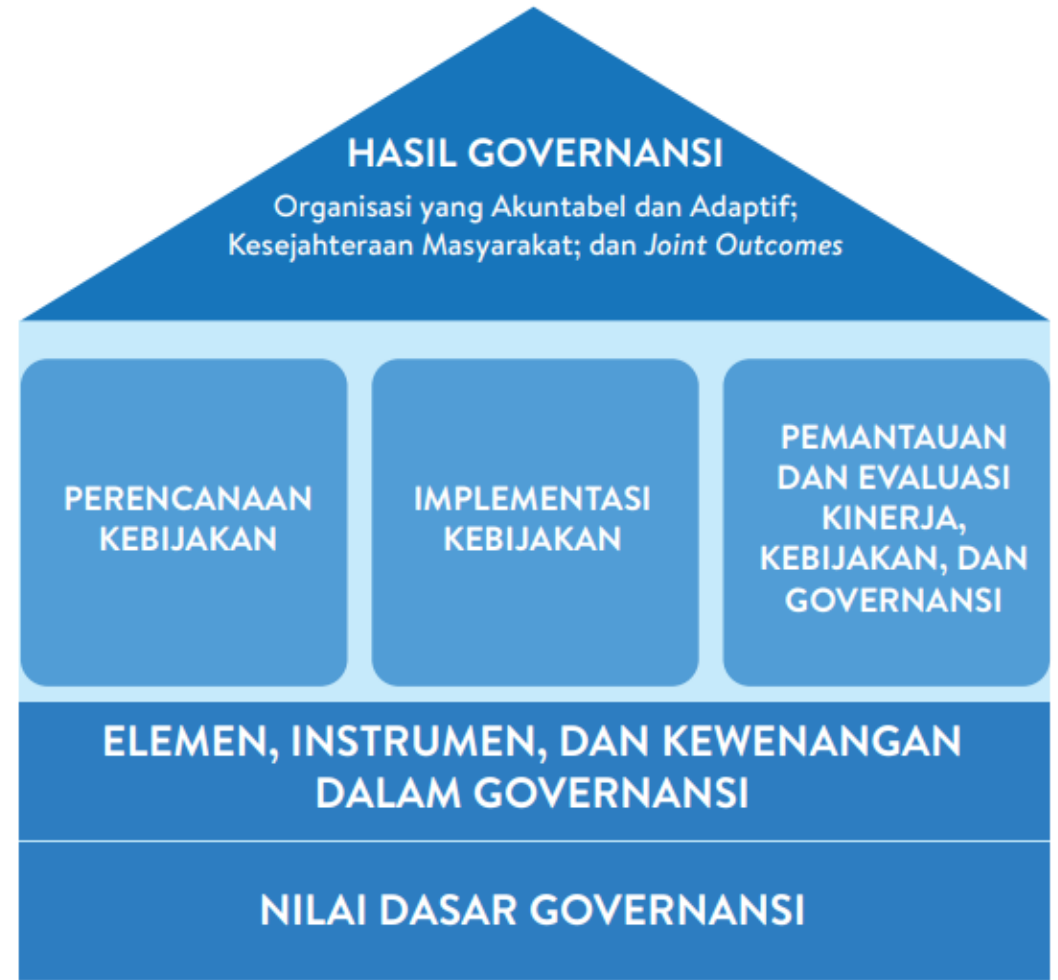 HASIL GOVERNANSI
Organisasi yang Akuntabel dan Adaptif;
Kesejahteraan Masyarakat; dan Joint Outcomes
PERENCANAAN
KEBIJAKAN
IMPLEMENTASI
KEBIJAKAN
PEMANTAUAN
DAN EVALUASI
KINERJA,
KEBIJAKAN, DAN
GOVERNANSI
ELEMEN, INSTRUMEN, DAN KEWENANGAN
DALAM GOVERNANSI
NILAI DASAR GOVERNANSI